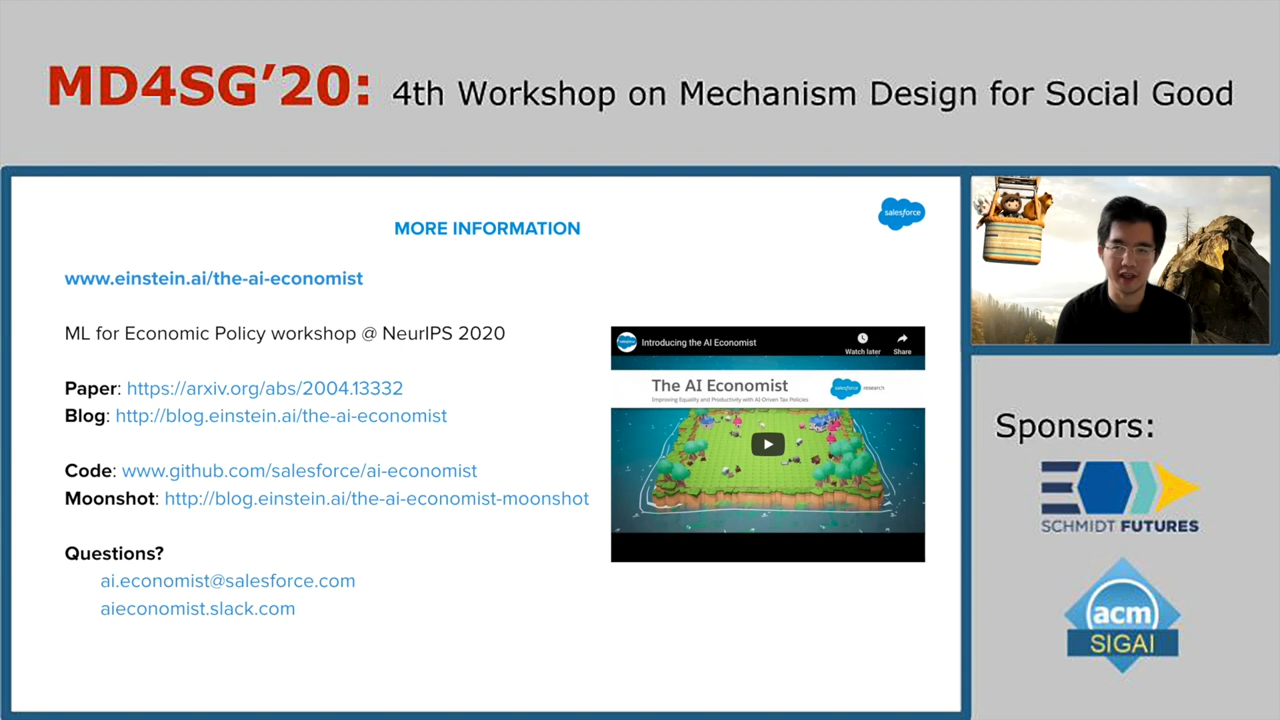 MD4SG'20: 4th Workshop on Mechanism Design for Social Good
salesforce
MORE INFORMATION
www.einstein.ai/the-ai-economist
ML for Economic Policy workshop @ NeurIPS 2020
Paper: https://arxiv.org/abs/2004.13332
Blog: http://blog.einstein.ai/the-ai-economist
Code: www.github.com/salesforce/ai-economist
Moonshot: http://blog.einstein.ai/the-ai-economist-moonshot
Questions?
ai.economist@salesforce.com
aieconomist.slack.com
Introducing the AI Economist
Watch later
Share
The AI Economist
salesforce research
Improving Equality and Productivity with AI-Driven Tax Policies
Sponsors:
SCHMIDT FUTURES
acm
SIGAI